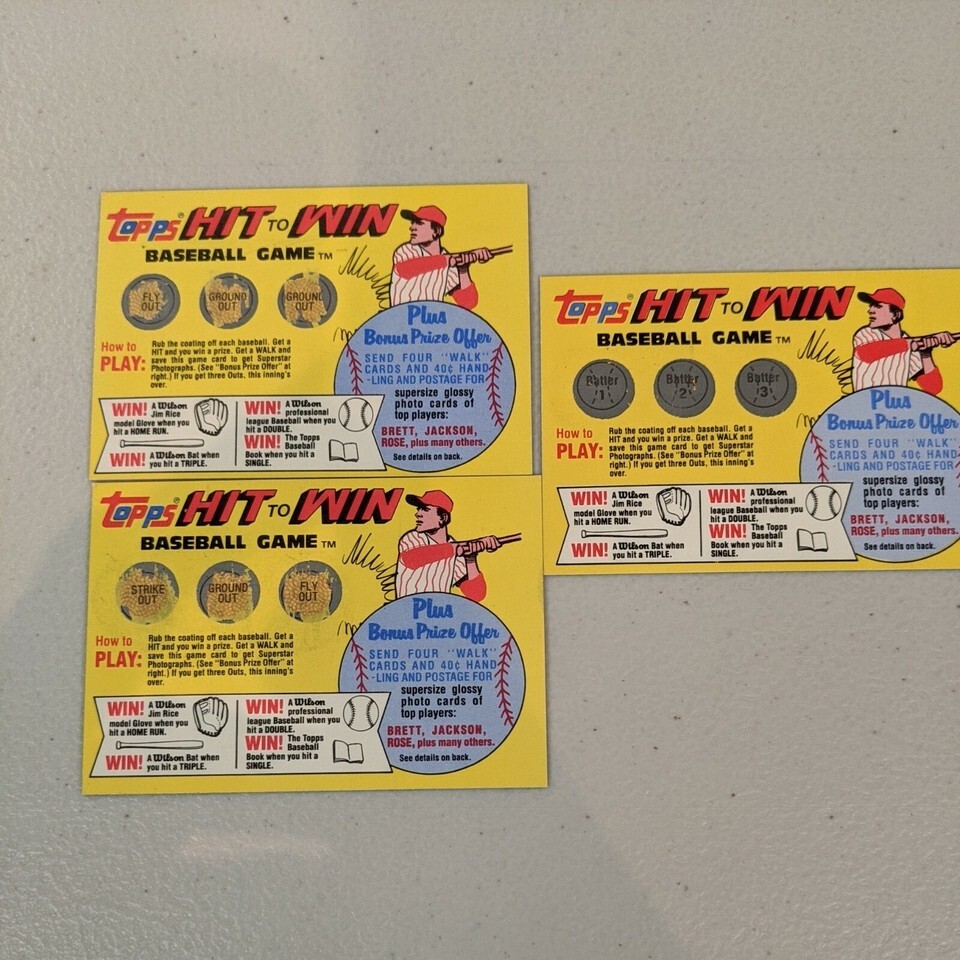 Topps® HIT TO WIN
BASEBALL GAME™
FLY OUT
GROUND OUT
GROUND OUT
How to PLAY:
Rub the coating off each baseball. Get a
HIT and you win a prize. Get a WALK and
save this game card to get Superstar
Photographs. (See "Bonus Prize Offer" at
right.) If you get three Outs, this inning's
over.
WIN! A Wilson
Jim Rice
model Glove when you
hit a HOME RUN.
WIN! A Wilson Bat when
you hit a TRIPLE.
WIN! A Wilson
professional
league Baseball when you
hit a DOUBLE.
WIN! The Topps
Baseball
Book when you hit a
SINGLE.
Plus
Bonus Prize Offer
SEND FOUR "WALK"
CARDS AND 40¢ HAND
-LING AND POSTAGE FOR
supersize glossy
photo cards of
top players:
BRETT, JACKSON,
ROSE, plus many others.
See details on back.
Topps® HIT TO WIN
BASEBALL GAME™
STRIKE OUT
GROUND OUT
FLY OUT
How to PLAY:
Rub the coating off each baseball. Get a
HIT and you win a prize. Get a WALK and
save this game card to get Superstar
Photographs. (See "Bonus Prize Offer" at
right.) If you get three Outs, this inning's
over.
WIN! A Wilson
Jim Rice
model Glove when you
hit a HOME RUN.
WIN! A Wilson Bat when
you hit a TRIPLE.
WIN! A Wilson
professional
league Baseball when you
hit a DOUBLE.
WIN! The Topps
Baseball
Book when you hit a
SINGLE.
Plus
Bonus Prize Offer
SEND FOUR "WALK"
CARDS AND 40¢ HAND
-LING AND POSTAGE FOR
supersize glossy
photo cards of
top players:
BRETT, JACKSON,
ROSE, plus many others.
See details on back.
Topps® HIT TO WIN
BASEBALL GAME™
Batter 1
Batter 2
Batter 3
How to PLAY:
Rub the coating off each baseball. Get a
HIT and you win a prize. Get a WALK and
save this game card to get Superstar
Photographs. (See "Bonus Prize Offer" at
right.) If you get three Outs, this inning's
over.
WIN! A Wilson
Jim Rice
model Glove when you
hit a HOME RUN.
WIN! A Wilson Bat when
you hit a TRIPLE.
WIN! A Wilson
professional
league Baseball when you
hit a DOUBLE.
WIN! The Topps
Baseball
Book when you hit a
SINGLE.
Plus
Bonus Prize Offer
SEND FOUR "WALK"
CARDS AND 40¢ HAND
-LING AND POSTAGE FOR
supersize glossy
photo cards of
top players:
BRETT, JACKSON,
ROSE, plus many others.
See details on back.